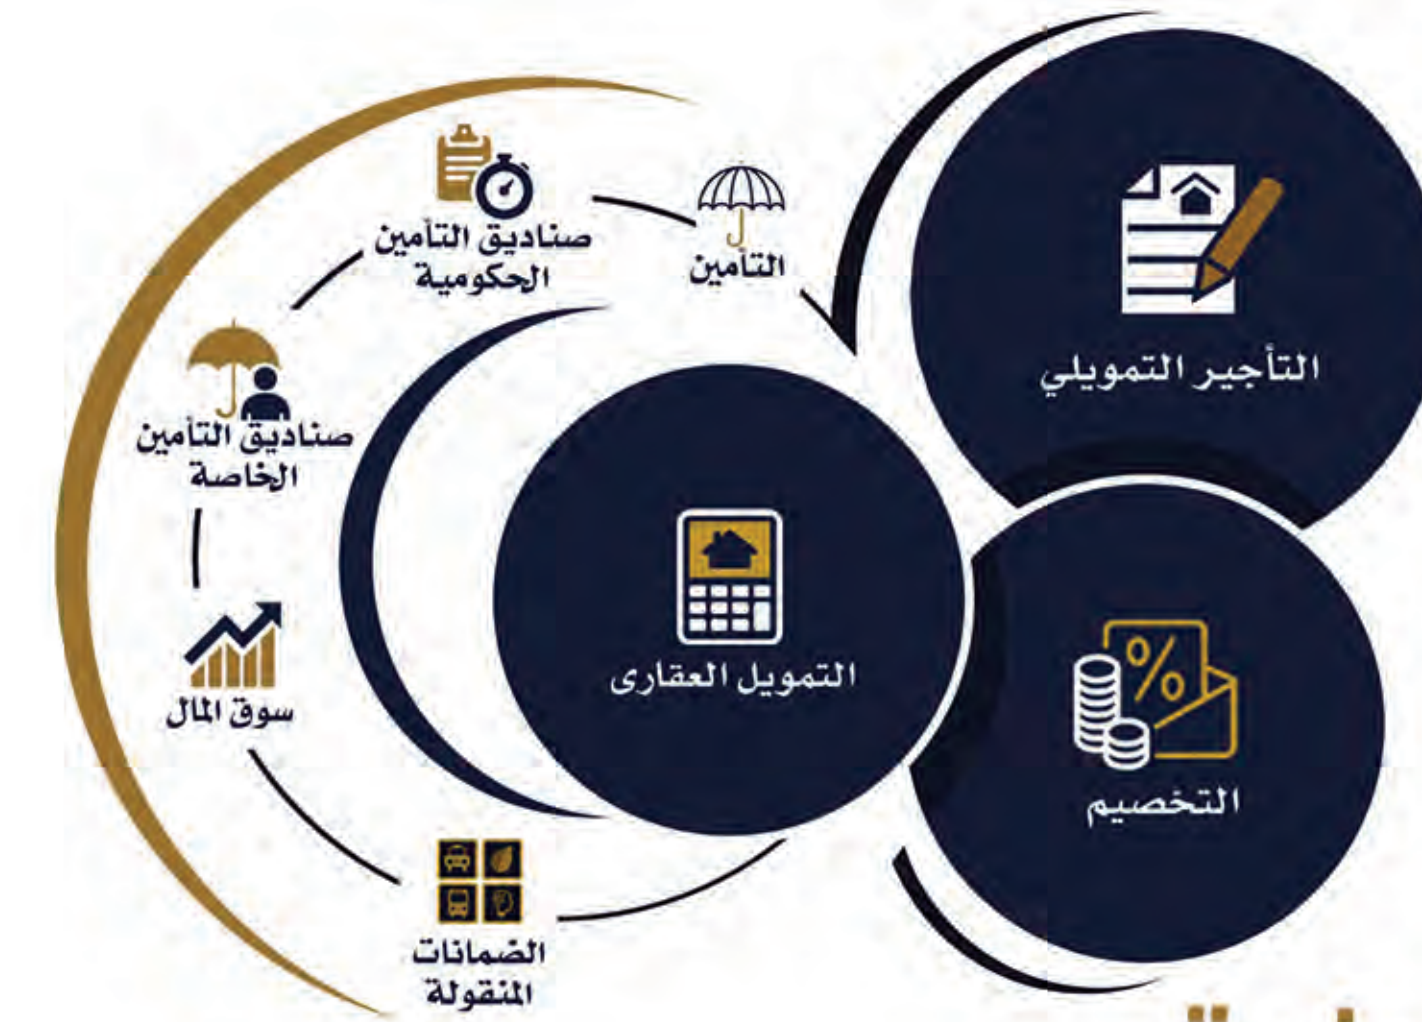 صناديق التأمين
الحكومية
التأمين
صناديق التأمين
الخاصة
سوق المال
الضمانات
المنقولة
التأجير التمويلي
التمويل العقارى
%
التخصيم